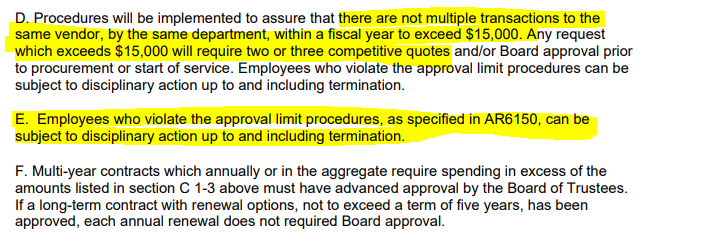 D. Procedures will be implemented to assure that there are not multiple transactions to the
same vendor, by the same department, within a fiscal year to exceed $15,000. Any request
which exceeds $15,000 will require two or three competitive quotes and/or Board approval prior
to procurement or start of service. Employees who violate the approval limit procedures can be
subject to disciplinary action up to and including termination.
E. Employees who violate the approval limit procedures, as specified in AR6150, can be
subject to disciplinary action up to and including termination.
F. Multi-year contracts which annually or in the aggregate require spending in excess of the
amounts listed in section C 1-3 above must have advanced approval by the Board of Trustees.
If a long-term contract with renewal options, not to exceed a term of five years, has been
approved, each annual renewal does not required Board approval.